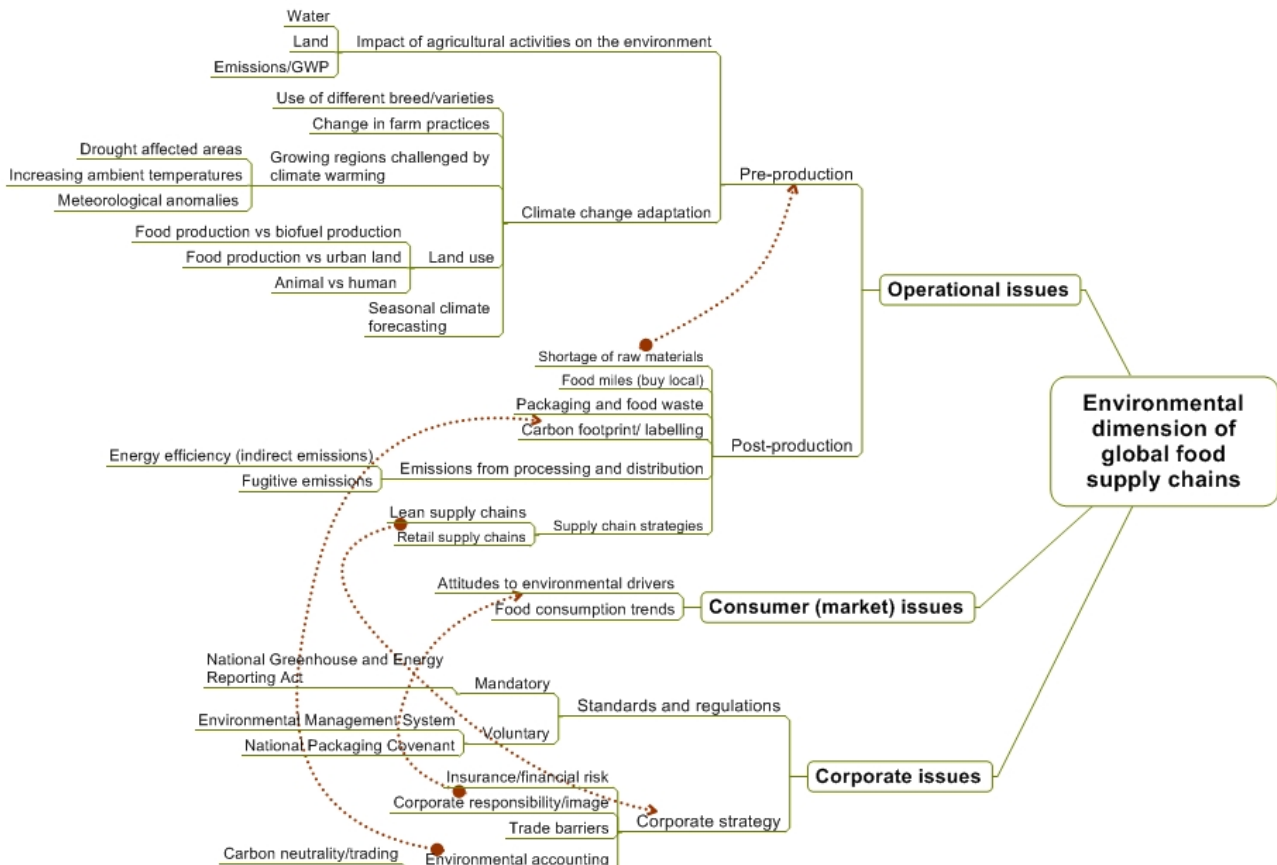 Water
Land
Emissions/GWP
Impact of agricultural activities on the environment
Use of different breed/varieties
Change in farm practices
Drought affected areas
Increasing ambient temperatures
Meteorological anomalies
Growing regions challenged by
climate warming
Climate change adaptation
Pre-production
Food production vs biofuel production
Food production vs urban land
Animal vs human
Land use
Seasonal climate
forecasting
Operational issues
Shortage of raw materials
Food miles (buy local)
Packaging and food waste
Carbon footprint/ labelling
Post-production
Energy efficiency (indirect emissions)
Fugitive emissions
Emissions from processing and distribution
Lean supply chains
Retail supply chains
Supply chain strategies
Environmental
dimension of
global food
supply chains
Attitudes to environmental drivers
Food consumption trends
Consumer (market) issues
National Greenhouse and Energy
Reporting Act
Mandatory
Environmental Management System
National Packaging Covenant
Voluntary
Standards and regulations
Corporate issues
Insurance/financial risk
Corporate responsibility/image
Trade barriers
Corporate strategy
Carbon neutrality/trading
Environmental accounting